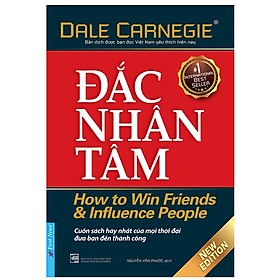 DALE CARNEGIE®
Bản dịch được bạn đọc Việt Nam yêu thích hiện nay
#1
INTERNATIONAL
BEST
SELLER
ĐẮC
NHÂN
TÂM
How to Win Friends
& Influence People
Cuốn sách hay nhất của mọi thời đại
đưa bạn đến thành công
NEW
EDITION
First News
NGUYỄN VĂN PHƯỚC dịch